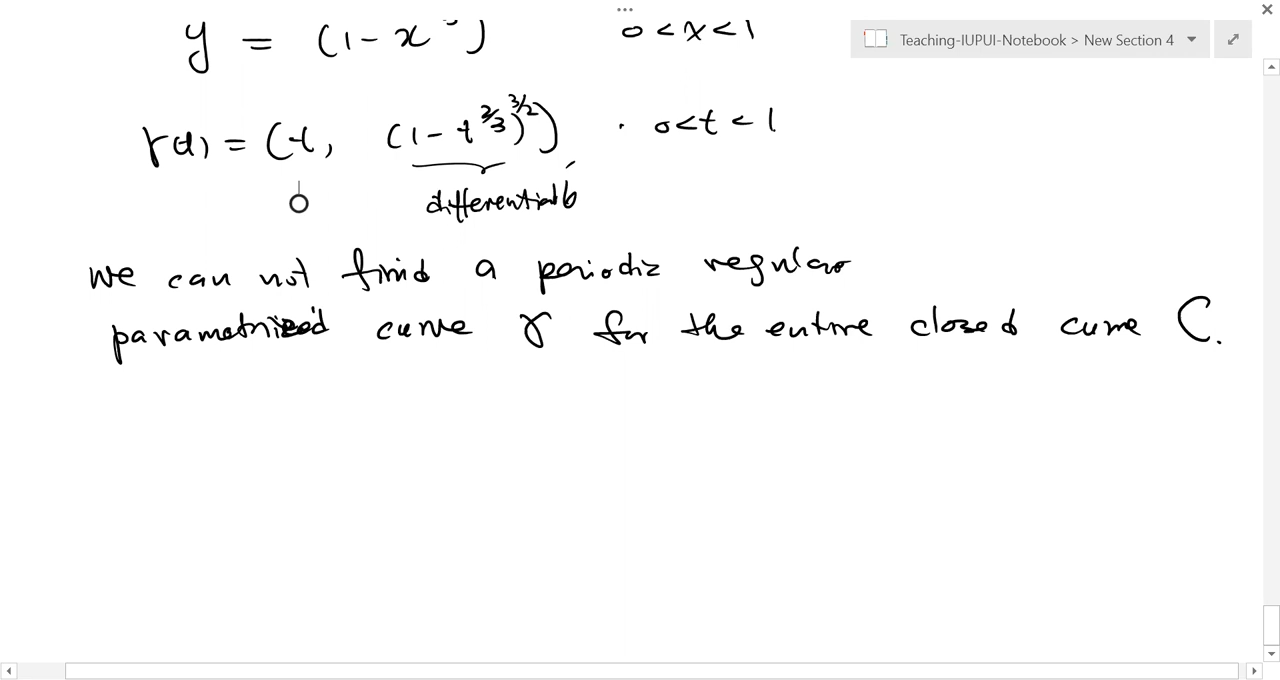 Teaching-IUPUI-Notebook > New Section 4
y = (1 - x ) 0 < x < 1
γ(t) = (t, (1 - t^2/3)^3/2) . 0 < t < 1
differentiable
we can not find a periodic regular
parametrized curve γ for the entire closed curve C.